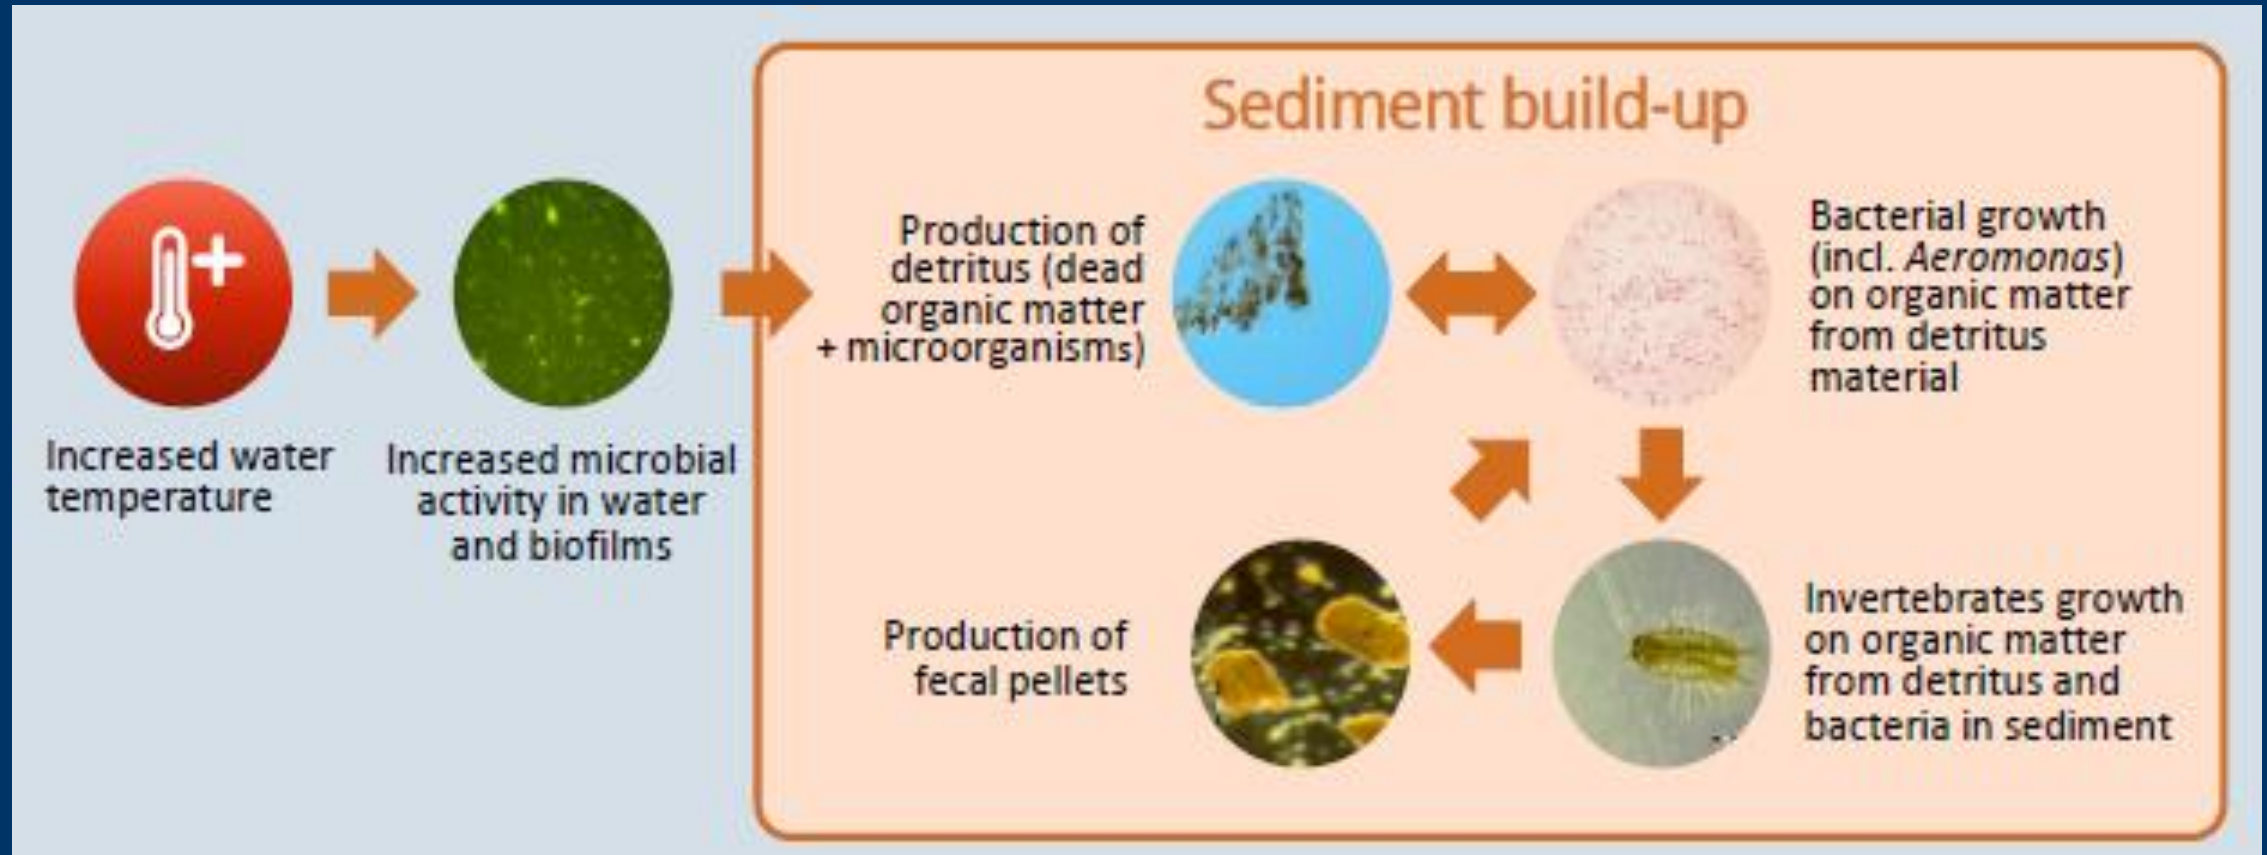 Sediment build-up
Increased water
temperature
Increased microbial
activity in water
and biofilms
Production of
detritus (dead
organic matter
+ microorganisms)
Bacterial growth
(incl. Aeromonas)
on organic matter
from detritus
material
Invertebrates growth
on organic matter
from detritus and
bacteria in sediment
Production of
fecal pellets